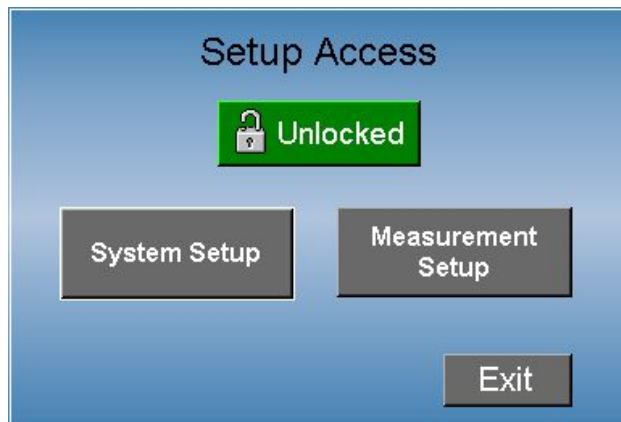 Setup Access
Unlocked
System Setup
Measurement
Setup
Exit